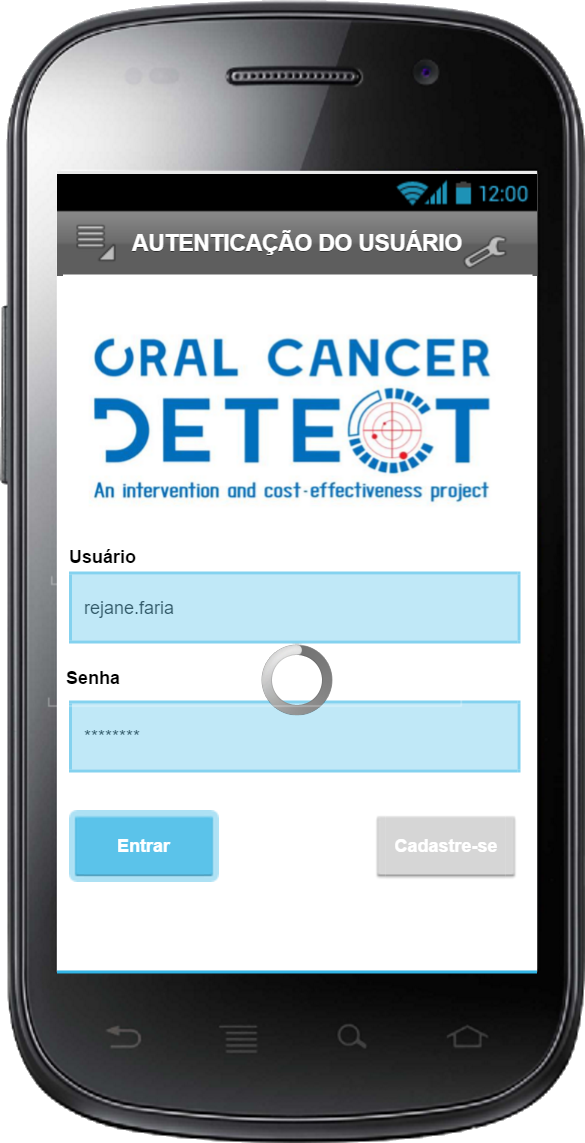 12:00
AUTENTICAÇÃO DO USUÁRIO
ORAL CANCER
DETECT
An intervention and cost-effectiveness project
Usuário
rejane.faria
Senha
********
Entrar Cadastre-se